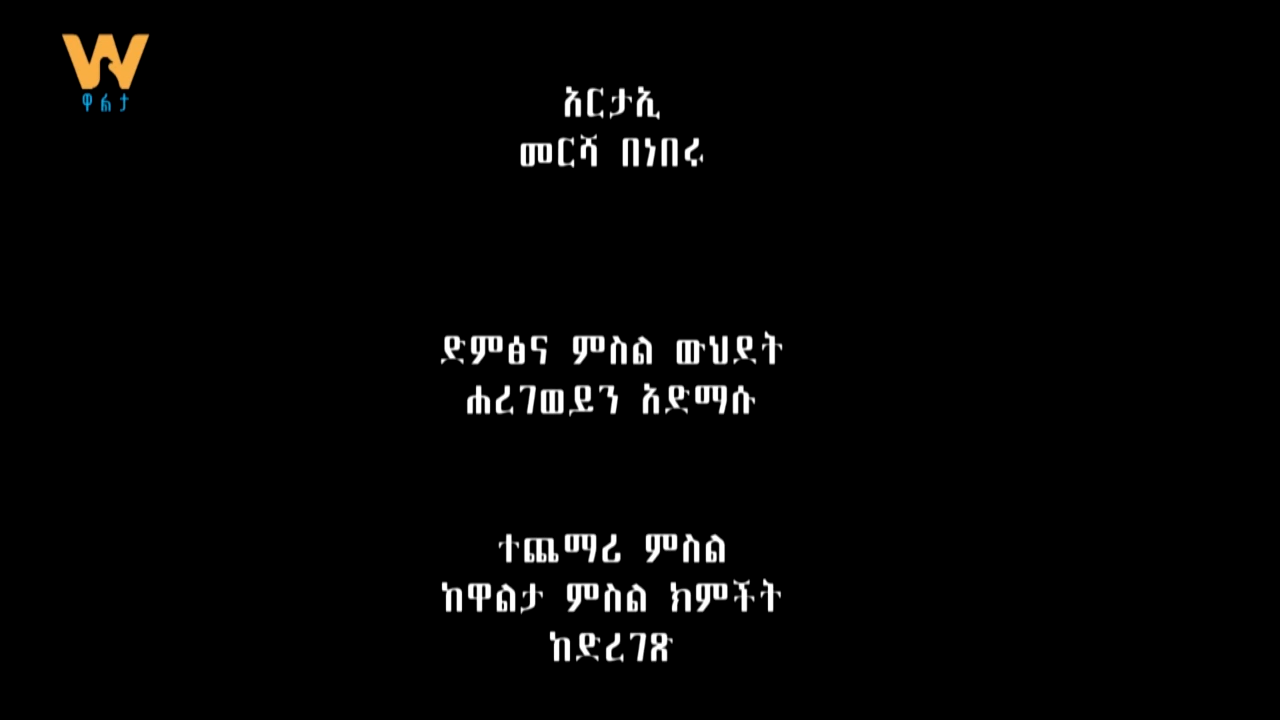 ዋልታ
አርታኢ
መርሻ በነበሩ
ድምፅና ምስል ውህደት
ሐረገወይን አድማሱ
ተጨማሪ ምስል
ከዋልታ ምስል ክምችት
ከድረገጽ